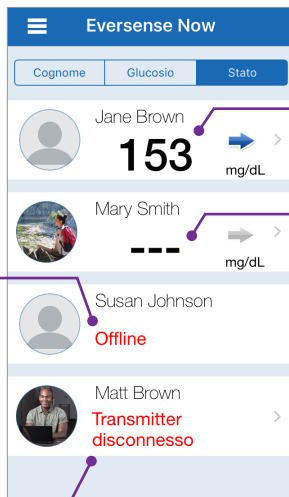 Eversense Now
Cognome Glucosio Stato
Jane Brown
153
mg/dL
Mary Smith
---
mg/dL
Susan Johnson
Offline
Matt Brown
Transmitter
disconnesso